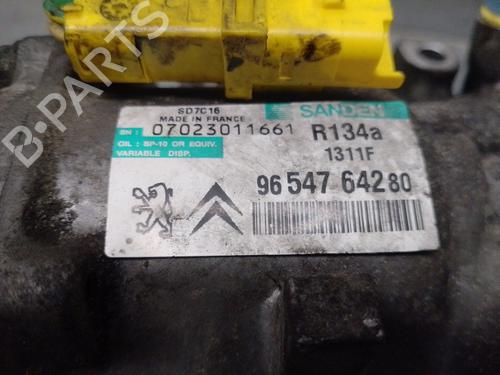 SD7C16
MADE IN FRANCE
SANDEN
SN: 07023011661
R134a
OIL: SP-10 OR EQUIV.
VARIABLE DISP.
1311F
96 547 642 80